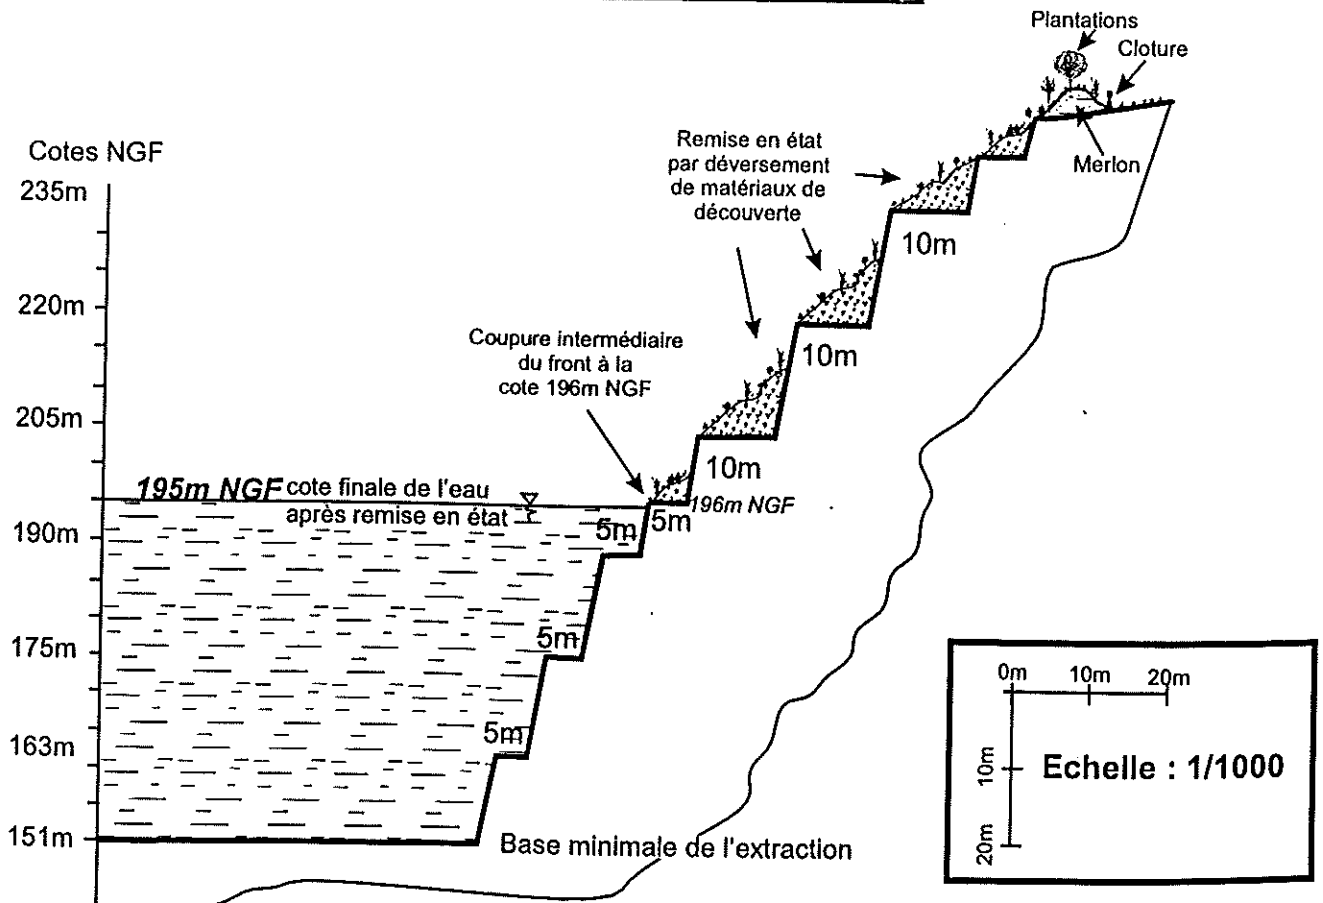 Plantations
Cloture
Merlon
Remise en état
par déversement
de matériaux de
découverte
Cotes NGF
235m
220m
205m
190m
175m
163m
151m
10m
10m
10m
Coupure intermédiaire
du front à la
cote 196m NGF
195m NGF cote finale de l'eau
après remise en état
196m NGF
5m
5m
5m
5m
Base minimale de l'extraction
0m 10m 20m
10m
20m
Echelle : 1/1000